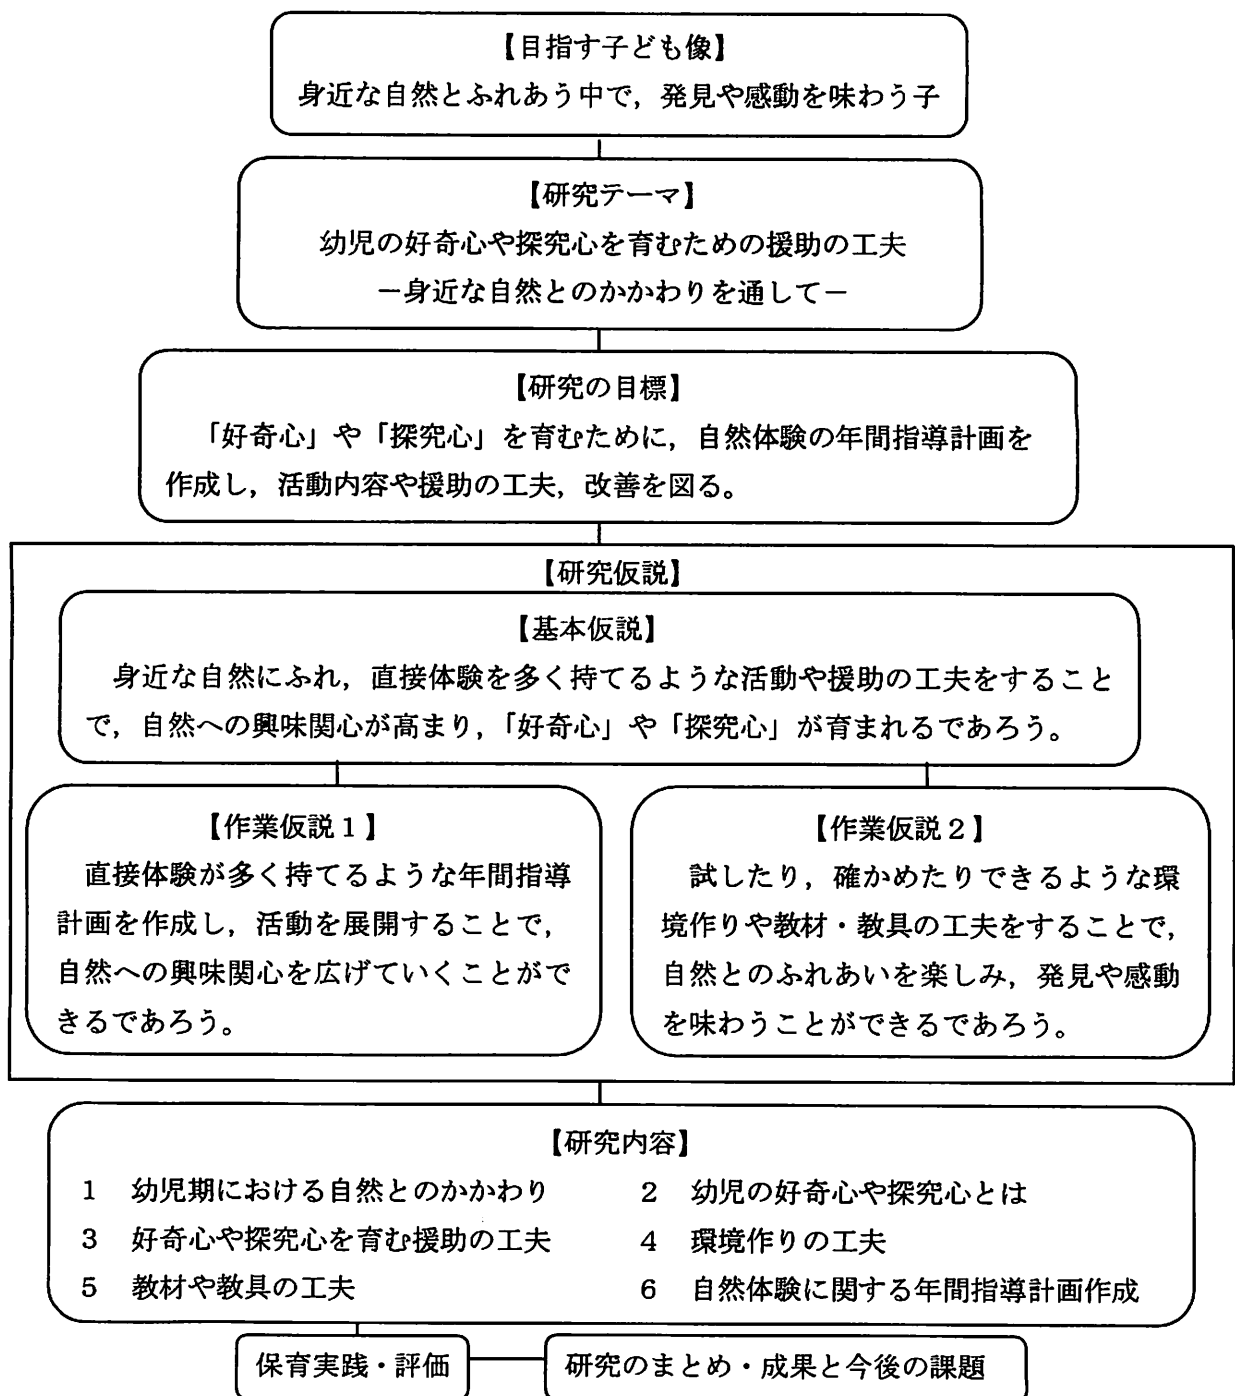 【目指す子ども像】
身近な自然とふれあう中で，発見や感動を味わう子
【研究テーマ】
幼児の好奇心や探究心を育むための援助の工夫
－身近な自然とのかかわりを通して－
【研究の目標】
「好奇心」や「探究心」を育むために，自然体験の年間指導計画を
作成し，活動内容や援助の工夫，改善を図る。
【研究仮説】
【基本仮説】
身近な自然にふれ，直接体験を多く持てるような活動や援助の工夫をすること
で，自然への興味関心が高まり，「好奇心」や「探究心」が育まれるであろう。
【作業仮説１】
直接体験が多く持てるような年間指導
計画を作成し，活動を展開することで，
自然への興味関心を広げていくことがで
きるであろう。
【作業仮説２】
試したり，確かめたりできるような環
境作りや教材・教具の工夫をすることで，
自然とのふれあいを楽しみ，発見や感動
を味わうことができるであろう。
【研究内容】
1 幼児期における自然とのかかわり
2 幼児の好奇心や探究心とは
3 好奇心や探究心を育む援助の工夫
4 環境作りの工夫
5 教材や教具の工夫
6 自然体験に関する年間指導計画作成
保育実践・評価
研究のまとめ・成果と今後の課題